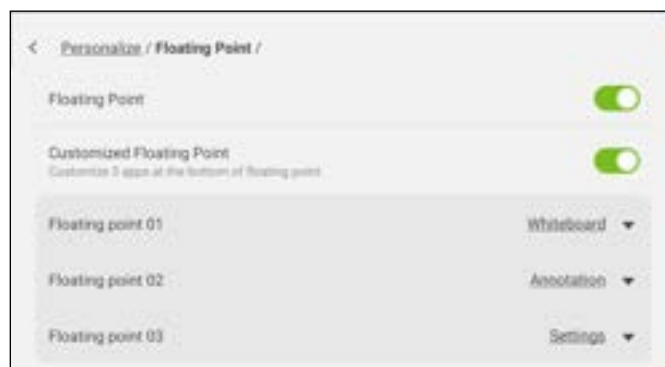 Personalize / Floating Point /
Floating Point
Customized Floating Point
Customize 3 apps at the bottom of floating point
Floating point 01 Whiteboard
Floating point 02 Annotation
Floating point 03 Settings